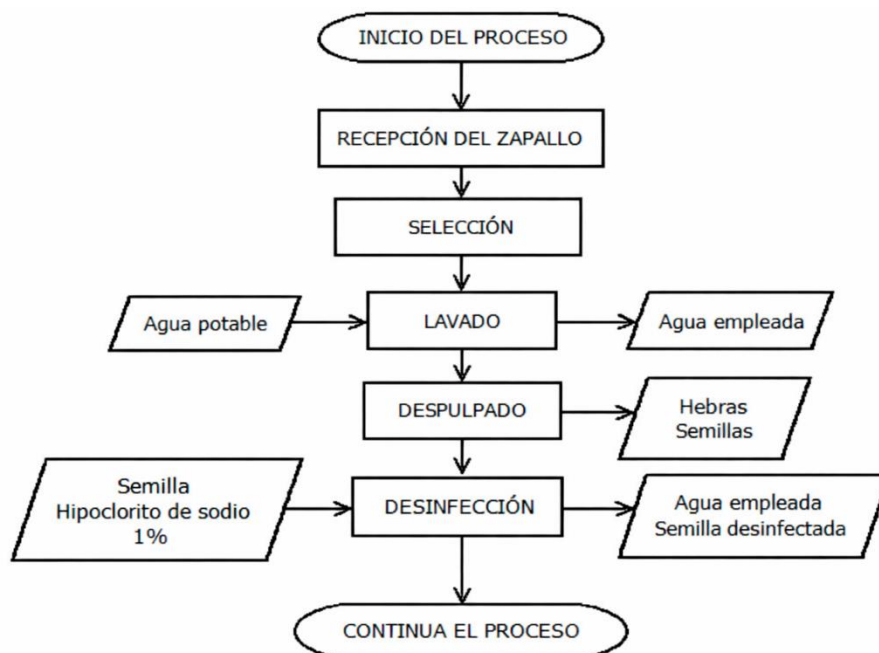 INICIO DEL PROCESO
RECEPCIÓN DEL ZAPALLO
SELECCIÓN
Agua potable
LAVADO
Agua empleada
DESPULPADO
Hebras
Semillas
Semilla
Hipoclorito de sodio
1%
DESINFECCIÓN
Agua empleada
Semilla desinfectada
CONTINUA EL PROCESO